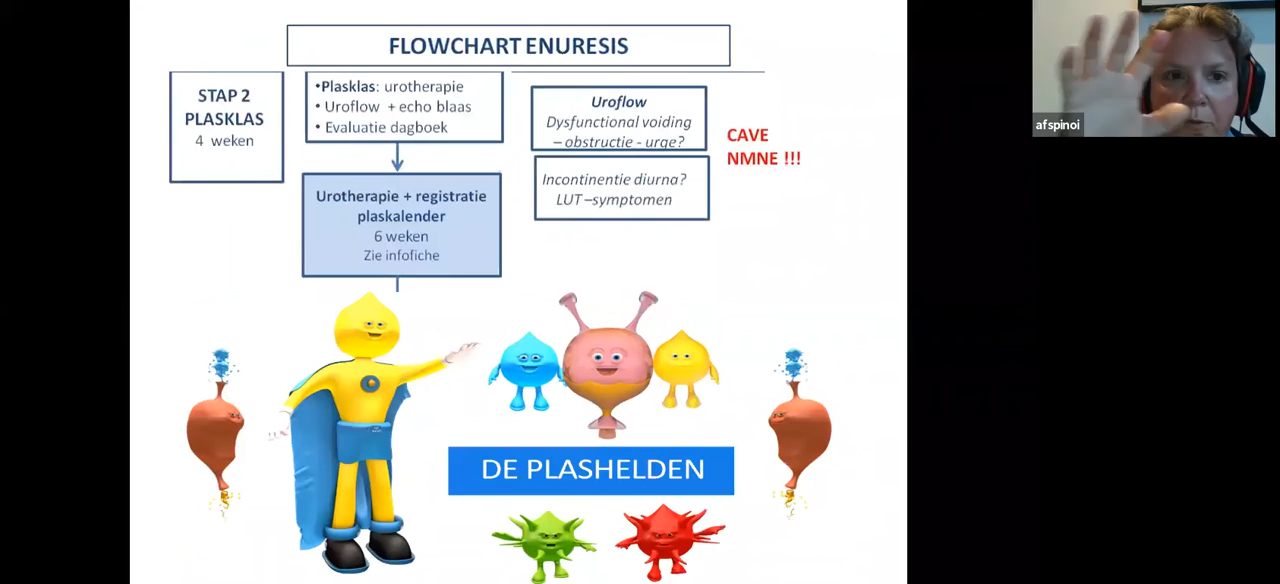 FLOWCHART ENURESIS
STAP 2
PLASKLAS
4 weken
•Plasklas: urotherapie
• Uroflow + echo blaas
• Evaluatie dagboek
Urotherapie + registratie
plaskalender
6 weken
Zie infofiche
Uroflow
Dysfunctional voiding
– obstructie - urge?
Incontinentie diurna?
LUT –symptomen
CAVE
NMNE !!!
DE PLASHELDEN
afspinoi